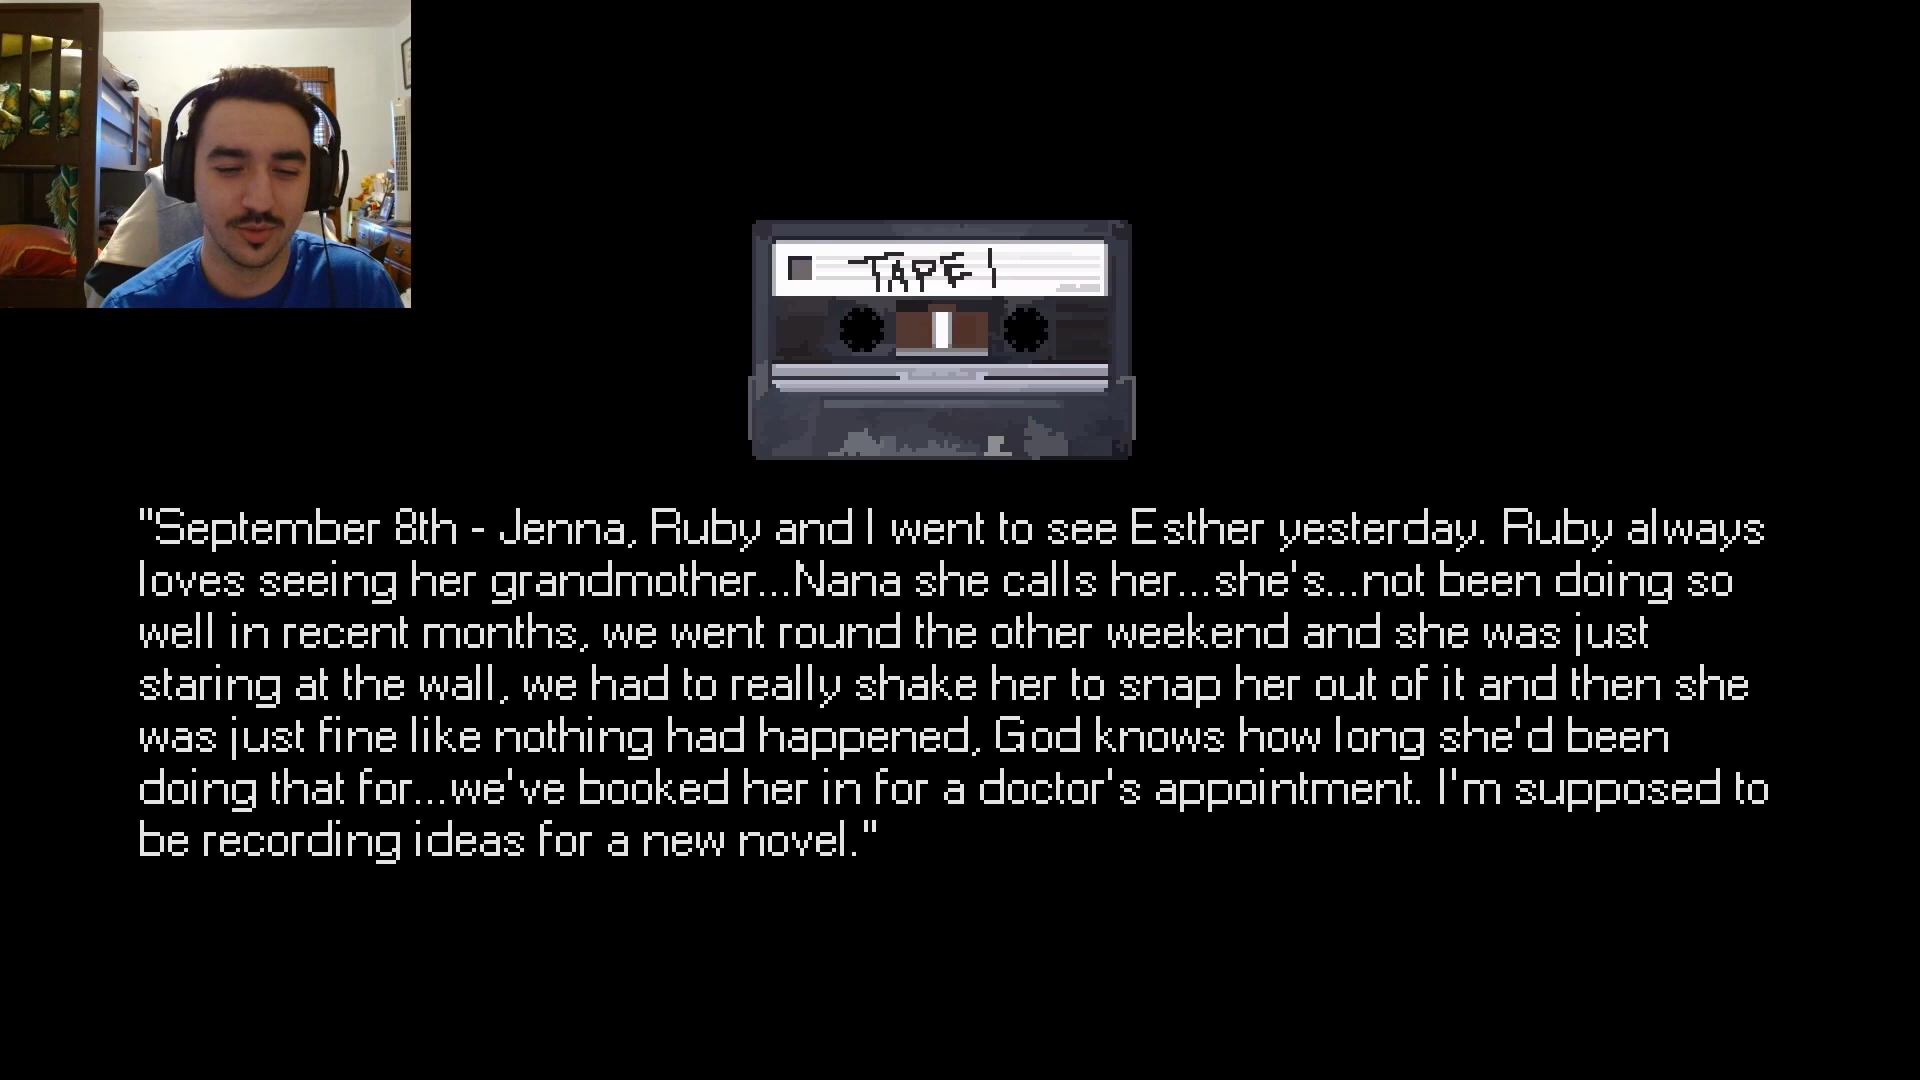 TAPE 1
"September 8th - Jenna, Ruby and I went to see Esther yesterday. Ruby always
loves seeing her grandmother...Nana she calls her...she's...not been doing so
well in recent months, we went round the other weekend and she was just
staring at the wall, we had to really shake her to snap her out of it and then she
was just fine like nothing had happened, God knows how long she'd been
doing that for...we've booked her in for a doctor's appointment. I'm supposed to
be recording ideas for a new novel."